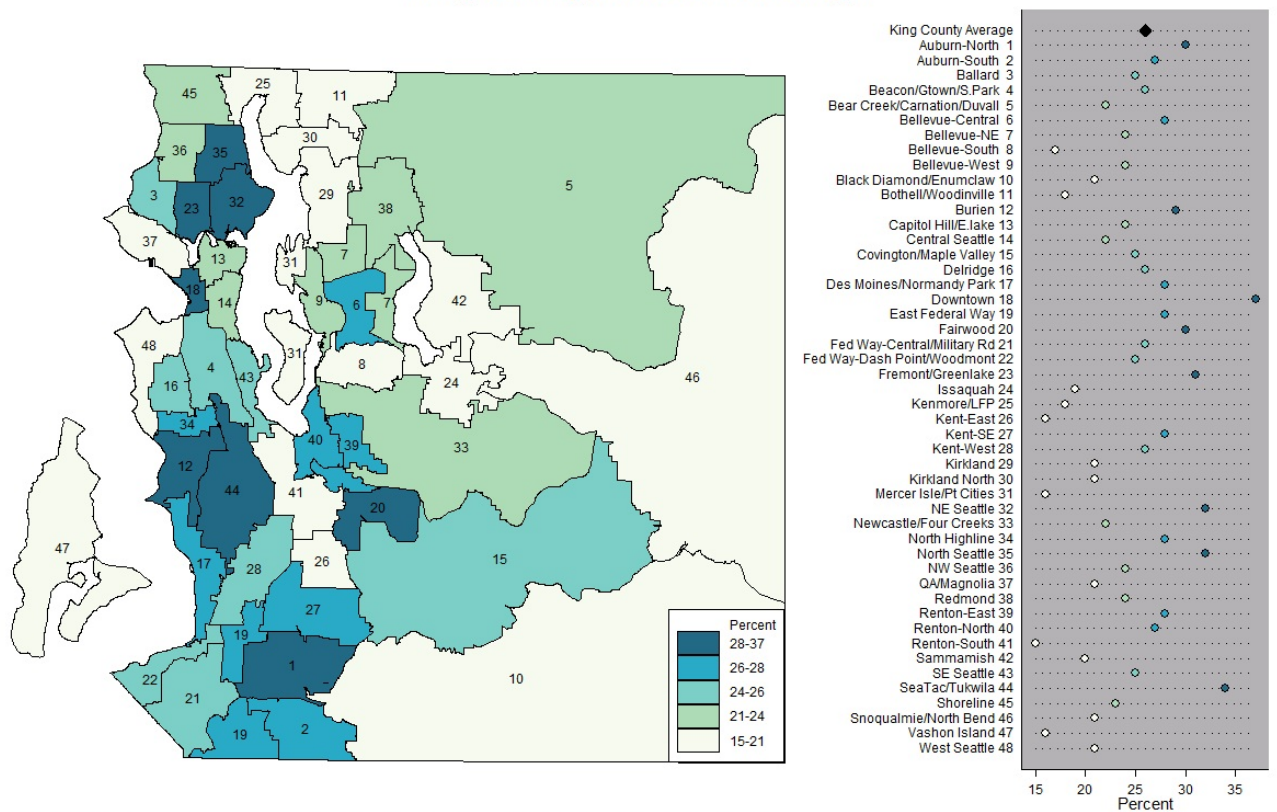 45
25
11
36
35
30
5
3
23
32
29
38
37
13
31
7
18
14
9
6
7
42
48
4
43
31
8
24
46
16
34
40
39
33
12
44
41
20
47
17
28
26
15
27
19
1
22
21
10
19
2
Percent
28-37
26-28
24-26
21-24
15-21
King County Average
Auburn-North 1
Auburn-South 2
Ballard 3
Beacon/Gtown/S.Park 4
Bear Creek/Carnation/Duvall 5
Bellevue-Central 6
Bellevue-NE 7
Bellevue-South 8
Bellevue-West 9
Black Diamond/Enumclaw 10
Bothell/Woodinville 11
Burien 12
Capitol Hill/E.lake 13
Central Seattle 14
Covington/Maple Valley 15
Delridge 16
Des Moines/Normandy Park 17
Downtown 18
East Federal Way 19
Fairwood 20
Fed Way-Central/Military Rd 21
Fed Way-Dash Point/Woodmont 22
Fremont/Greenlake 23
Issaquah 24
Kenmore/LFP 25
Kent-East 26
Kent-SE 27
Kent-West 28
Kirkland 29
Kirkland North 30
Mercer Isle/Pt Cities 31
NE Seattle 32
Newcastle/Four Creeks 33
North Highline 34
North Seattle 35
NW Seattle 36
QA/Magnolia 37
Redmond 38
Renton-East 39
Renton-North 40
Renton-South 41
Sammamish 42
SE Seattle 43
SeaTac/Tukwila 44
Shoreline 45
Snoqualmie/North Bend 46
Vashon Island 47
West Seattle 48
15 20 25 30 35
Percent